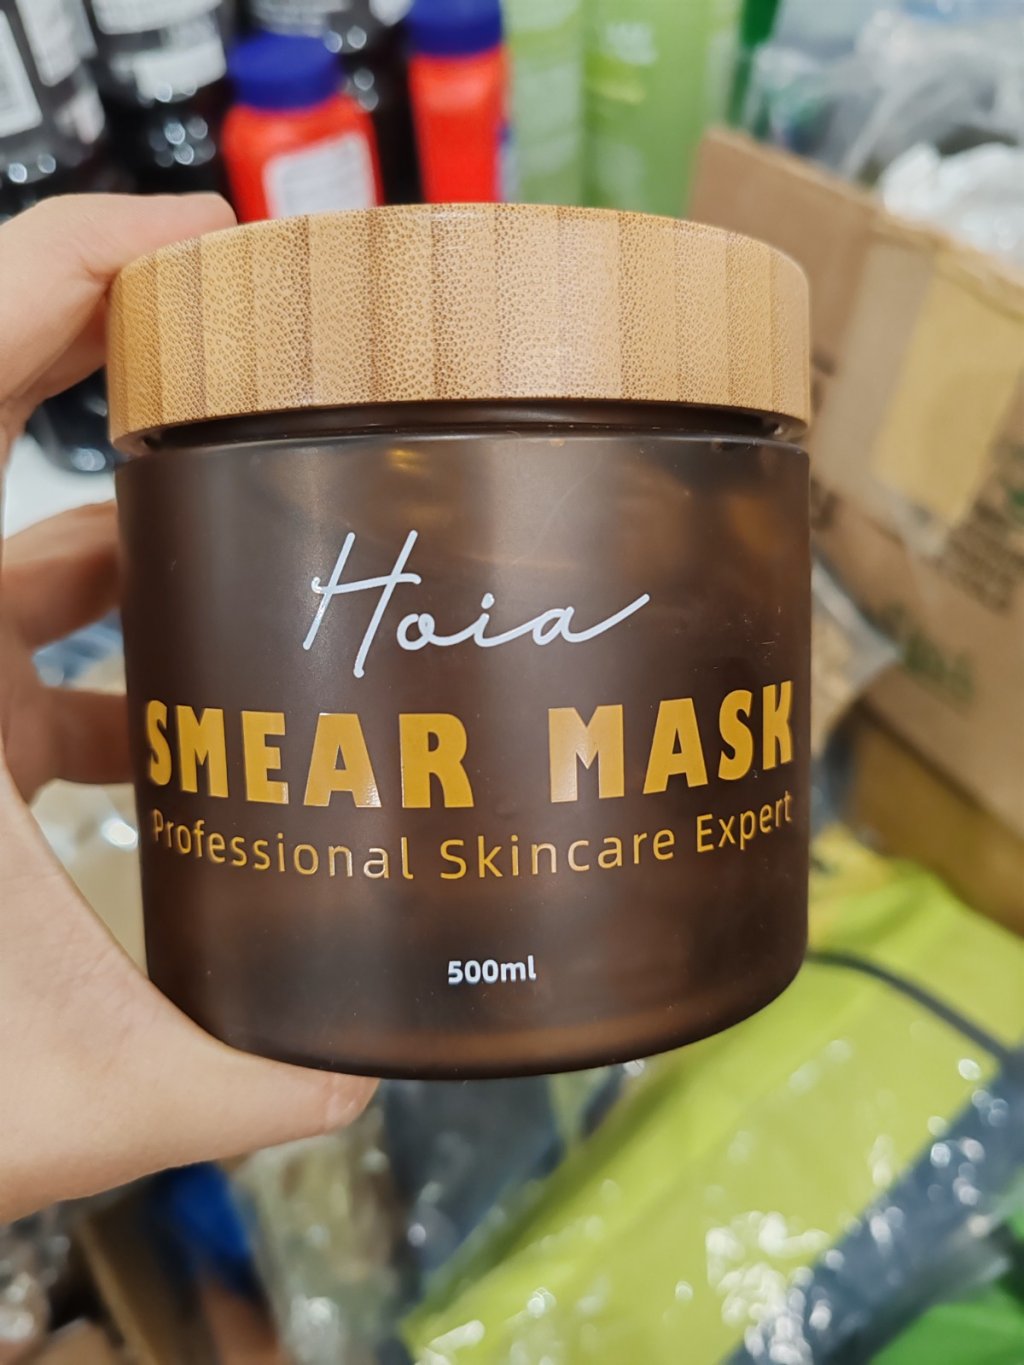 Hoia
SMEAR MASK
Professional Skincare Expert
500ml